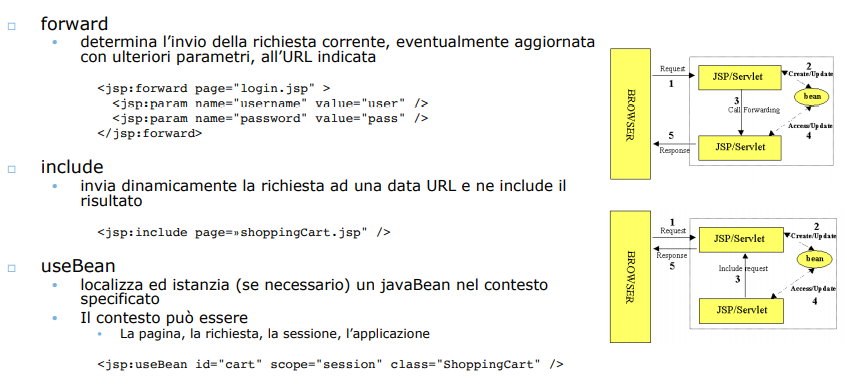 forward
determina l'invio della richiesta corrente, eventualmente aggiornata
con ulteriori parametri, all'URL indicata
<jsp:forward page="login.jsp" >
<jsp:param name="username" value="user" />
<jsp:param name="password" value="pass" />
</jsp:forward>
include
invia dinamicamente la richiesta ad una data URL e ne include il
risultato
<jsp:include page=»shoppingCart.jsp" />
useBean
localizza ed istanzia (se necessario) un javaBean nel contesto
specificato
Il contesto può essere
La pagina, la richiesta, la sessione, l'applicazione
<jsp:useBean id="cart" scope="session" class="ShoppingCart" />
BROWSER
Request
1
JSP/Servlet
2
Create/Update
bean
3
Call Forwarding
Access/Update
4
5
Response
JSP/Servlet
BROWSER
1
Request
Response
5
JSP/Servlet
2
Create/Update
bean
Include request
3
Access/Update
4
JSP/Servlet